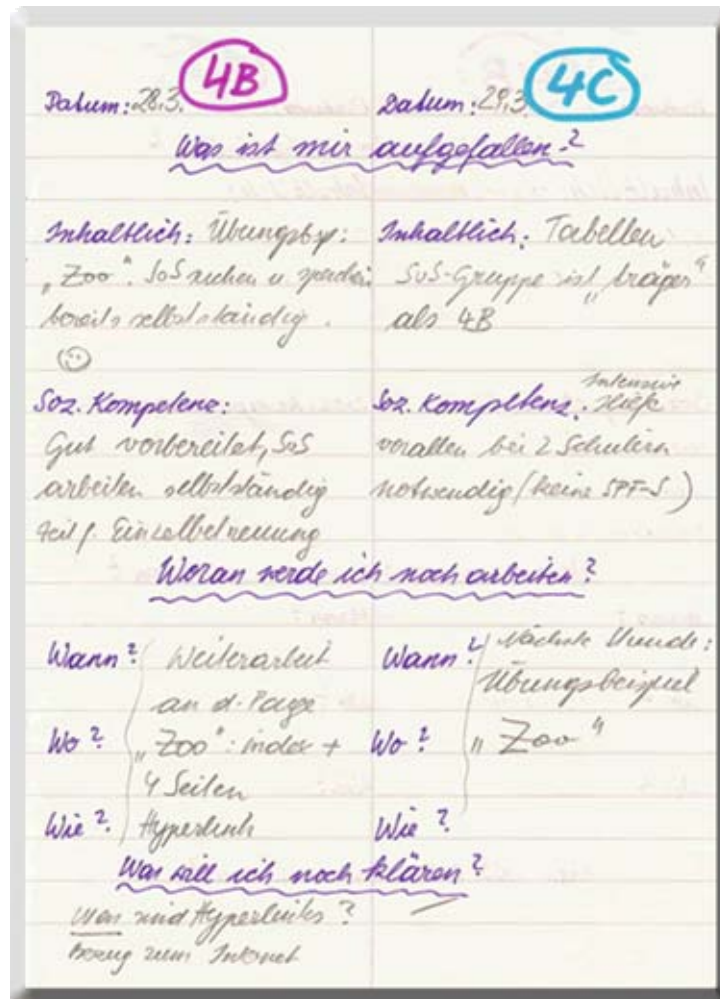 4B 4C
Datum: 28.3. Datum: 29.3.
Was ist mir aufgefallen?
Inhaltlich: Übungsbsp: Inhaltlich: Tabellen
„Zoo“. SuS suchen u. speichern SuS-Gruppe ist „träger“
bereits selbstständig. als 4B
Soz. Kompetenz: Soz. Kompetenz: Intensive Hilfe
Gut vorbereitet, SuS vorallen bei 2 Schülern
arbeiten selbstständig notwendig (keine SPF-S)
Zeit f. Einzelbetreuung
Woran werde ich noch arbeiten?
Wann? Weiterarbeit Wann? Nächste Stunde:
an d. Page Übungsbeispiel
Wo? „Zoo“: index + Wo? „Zoo“
4 Seiten
Wie? Hyperlink Wie?
Was will ich noch klären?
Was sind Hyperlinks?
Bezug zum Internet